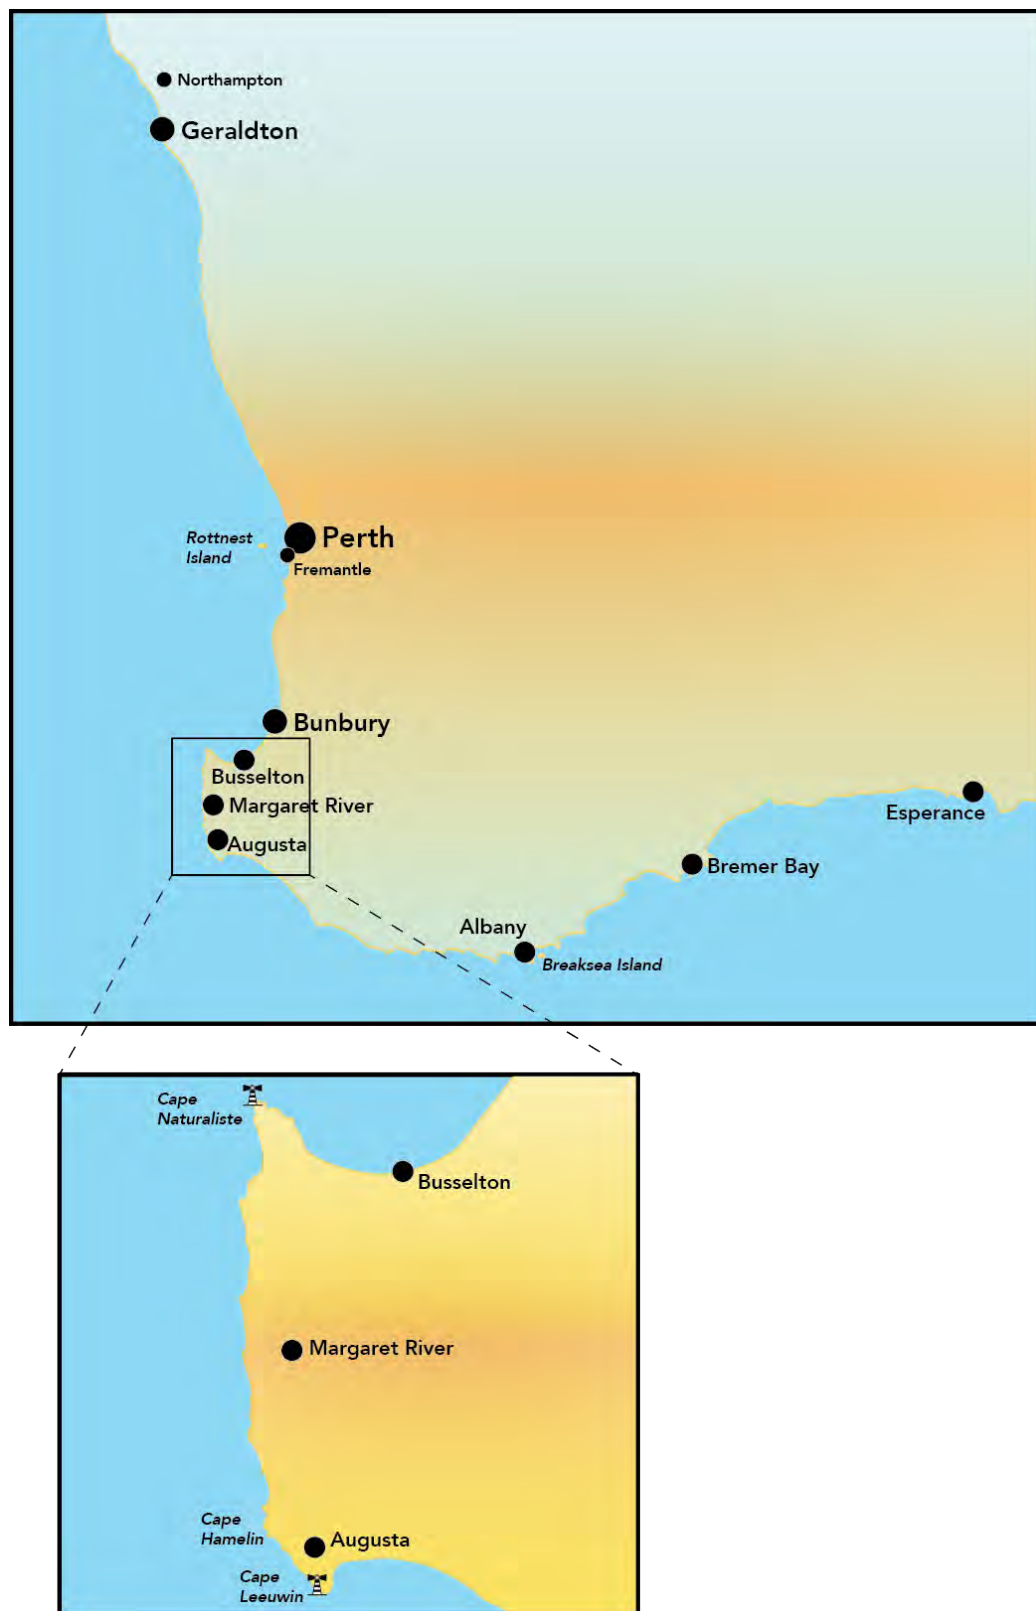 Northampton
Geraldton
Rottnest
Island
Perth
Fremantle
Bunbury
Busselton
Margaret River
Augusta
Esperance
Bremer Bay
Albany
Breaksea Island
Cape
Naturaliste
Busselton
Margaret River
Cape
Hamelin
Augusta
Cape
Leeuwin